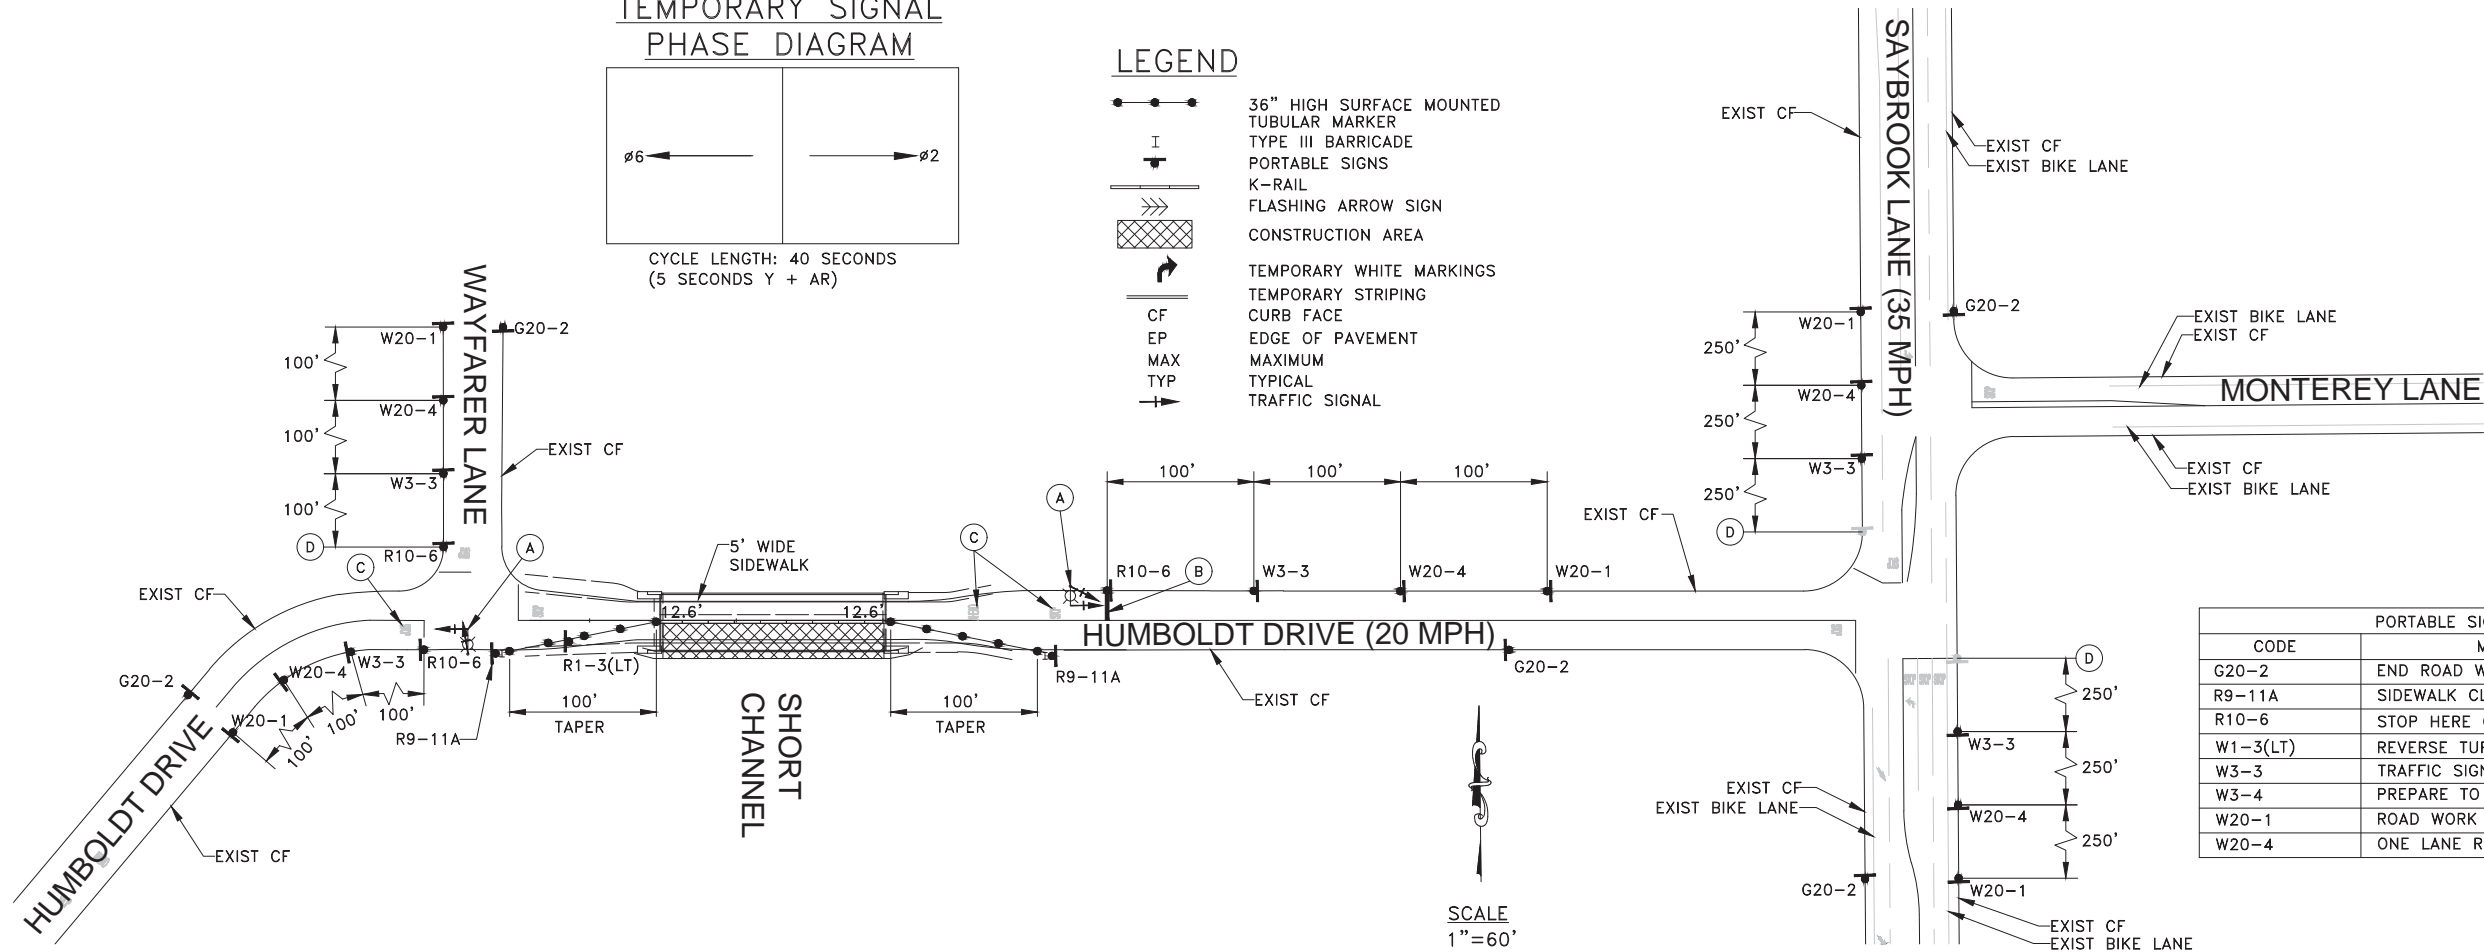 TEMPORARY SIGNAL
PHASE DIAGRAM
ø6
ø2
CYCLE LENGTH: 40 SECONDS
(5 SECONDS Y + AR)
LEGEND
36" HIGH SURFACE MOUNTED
TUBULAR MARKER
TYPE III BARRICADE
PORTABLE SIGNS
K-RAIL
FLASHING ARROW SIGN
CONSTRUCTION AREA
TEMPORARY WHITE MARKINGS
TEMPORARY STRIPING
CF CURB FACE
EP EDGE OF PAVEMENT
MAX MAXIMUM
TYP TYPICAL
TRAFFIC SIGNAL
WAYFARER LANE
W20-1
G20-2
100'
W20-4
100'
W3-3
100'
D
R10-6
EXIST CF
C
A
EXIST CF
G20-2
W20-1
W20-4
W3-3
R10-6
100'
100'
100'
R9-11A
HUMBOLDT DRIVE
EXIST CF
5' WIDE
SIDEWALK
12.6'
12.6'
R1-3(LT)
100'
TAPER
100'
TAPER
SHORT
CHANNEL
C
A
R10-6
B
W3-3
W20-4
W20-1
100'
100'
100'
EXIST CF
HUMBOLDT DRIVE (20 MPH)
R9-11A
EXIST CF
G20-2
SCALE
1"=60'
SAYBROOK LANE (35 MPH)
EXIST CF
EXIST CF
EXIST BIKE LANE
W20-1
G20-2
250'
W20-4
250'
W3-3
250'
D
EXIST BIKE LANE
EXIST CF
MONTEREY LANE
EXIST CF
EXIST BIKE LANE
D
250'
W3-3
250'
W20-4
250'
W20-1
EXIST CF
EXIST BIKE LANE
G20-2
EXIST CF
EXIST BIKE LANE
PORTABLE SI
CODE M
G20-2 END ROAD W
R9-11A SIDEWALK CL
R10-6 STOP HERE
W1-3(LT) REVERSE TU
W3-3 TRAFFIC SIGN
W3-4 PREPARE TO
W20-1 ROAD WORK
W20-4 ONE LANE R